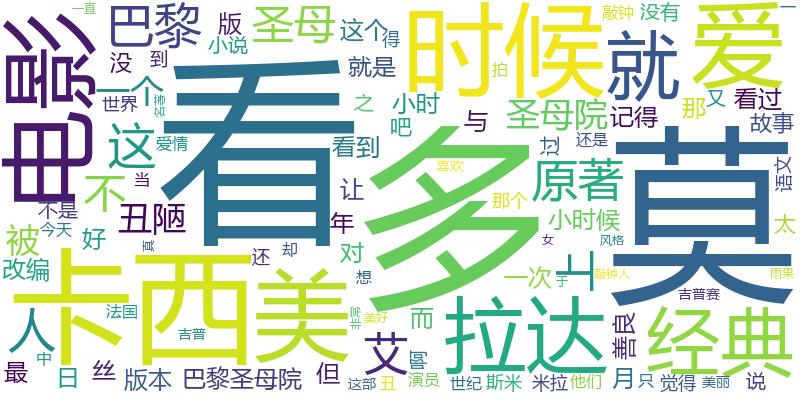 一直
巴黎
圣母
这个
得
敲钟
没有
一
版
小说
拍
时候
就
爱
电影
没
到
就是
一个
世界
名著
之
小时
看过
那
又
看
多
莫
与
圣母院
记得
故事
这
爱情
吧
看到
过
还是
语文
喜欢
不
当
让
原著
那个
丑陋
年
小时候
不是
今天
被
好
真
还
却
对
女
风格
太
上
改编
卡西
美
想
一次
于
敲钟人
雨果
吉普赛
人
法国
吉普
非常
美好
而
拉达
善良
经典
艾
中
最
日
丝
版本
巴黎圣母院
但
这部
丑
演员
世纪
斯米
米拉
他们
月
只
觉得
美丽
说